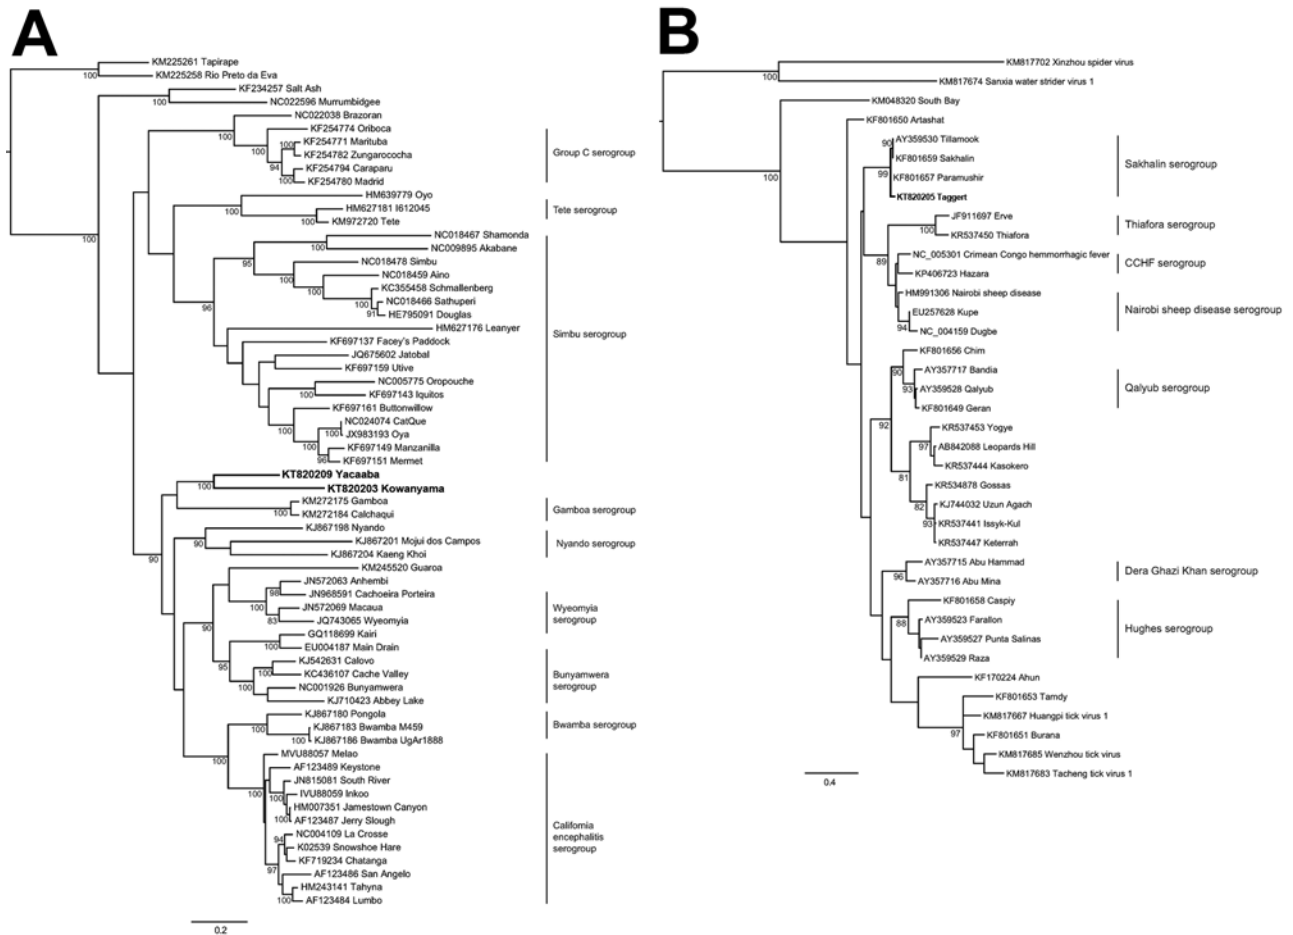 A
KM225261 Tapirape
100
KM225258 Rio Preto da Eva
KF234257 Salt Ash
100
NC022596 Murrumbidgee
NC022038 Brazoran
100
KF254774 Oriboca
100
KF254771 Marituba
100
KF254782 Zungarococha
94
KF254794 Caraparu
100
KF254780 Madrid
Group C serogroup
HM639779 Oyo
100
HM627181 I612045
100
KM972720 Tete
Tete serogroup
100
NC018467 Shamonda
100
NC009895 Akabane
95
NC018478 Simbu
100
NC018459 Aino
100
KC355458 Schmallenberg
100
NC018466 Sathuperi
91
HE795091 Douglas
96
HM627176 Leanyer
Simbu serogroup
KF697137 Facey's Paddock
JQ675602 Jatobal
KF697159 Utive
NC005775 Oropouche
100
KF697143 Iquitos
KF697161 Buttonwillow
100
NC024074 CatQue
100
JX983193 Oya
100
KF697149 Manzanilla
96
KF697151 Mermet
KT820209 Yacaaba
100
KT820203 Kowanyama
KM272175 Gamboa
100
KM272184 Calchaqui
Gamboa serogroup
KJ867198 Nyando
90
KJ867201 Mojui dos Campos
KJ867204 Kaeng Khoi
Nyando serogroup
90
KM245520 Guaroa
JN572063 Anhembi
98
JN968591 Cachoeira Porteira
100
JN572069 Macaua
83
JQ743065 Wyeomyia
Wyeomyia
serogroup
90
GQ118699 Kairi
100
EU004187 Main Drain
95
KJ542631 Calovo
100
KC436107 Cache Valley
100
NC001926 Bunyamwera
KJ710423 Abbey Lake
Bunyamwera
serogroup
KJ867180 Pongola
100
KJ867183 Bwamba M459
100
KJ867186 Bwamba UgAr1888
Bwamba serogroup
100
MVU88057 Melao
AF123489 Keystone
JN815081 South River
100
100
IVU88059 Inkoo
HM007351 Jamestown Canyon
100
AF123487 Jerry Slough
NC004109 La Crosse
94
K02539 Snowshoe Hare
KF719234 Chatanga
97
AF123486 San Angelo
HM243141 Tahyna
100
AF123484 Lumbo
California
encephalitis
serogroup
0.2
B
KM817702 Xinzhou spider virus
100
KM817674 Sanxia water strider virus 1
KM048320 South Bay
100
KF801650 Artashat
AY359530 Tillamook
90
KF801659 Sakhalin
99
KF801657 Paramushir
KT820205 Taggert
Sakhalin serogroup
JF911697 Erve
100
KR537450 Thiafora
Thiafora serogroup
89
NC_005301 Crimean Congo hemmorrhagic fever
KP406723 Hazara
CCHF serogroup
HM991306 Nairobi sheep disease
EU257628 Kupe
94
NC_004159 Dugbe
Nairobi sheep disease serogroup
KF801656 Chim
90
AY357717 Bandia
93
AY359528 Qalyub
KF801649 Geran
Qalyub serogroup
92
KR537453 Yogye
97
AB842088 Leopards Hill
KR537444 Kasokero
81
KR534878 Gossas
82
KJ744032 Uzun Agach
93
KR537441 Issyk-Kul
KR537447 Keterrah
AY357715 Abu Hammad
96
AY357716 Abu Mina
Dera Ghazi Khan serogroup
KF801658 Caspiy
88
AY359523 Farallon
AY359527 Punta Salinas
AY359529 Raza
Hughes serogroup
KF170224 Ahun
KF801653 Tamdy
KM817667 Huangpi tick virus 1
97
KF801651 Burana
KM817685 Wenzhou tick virus
KM817683 Tacheng tick virus 1
0.4